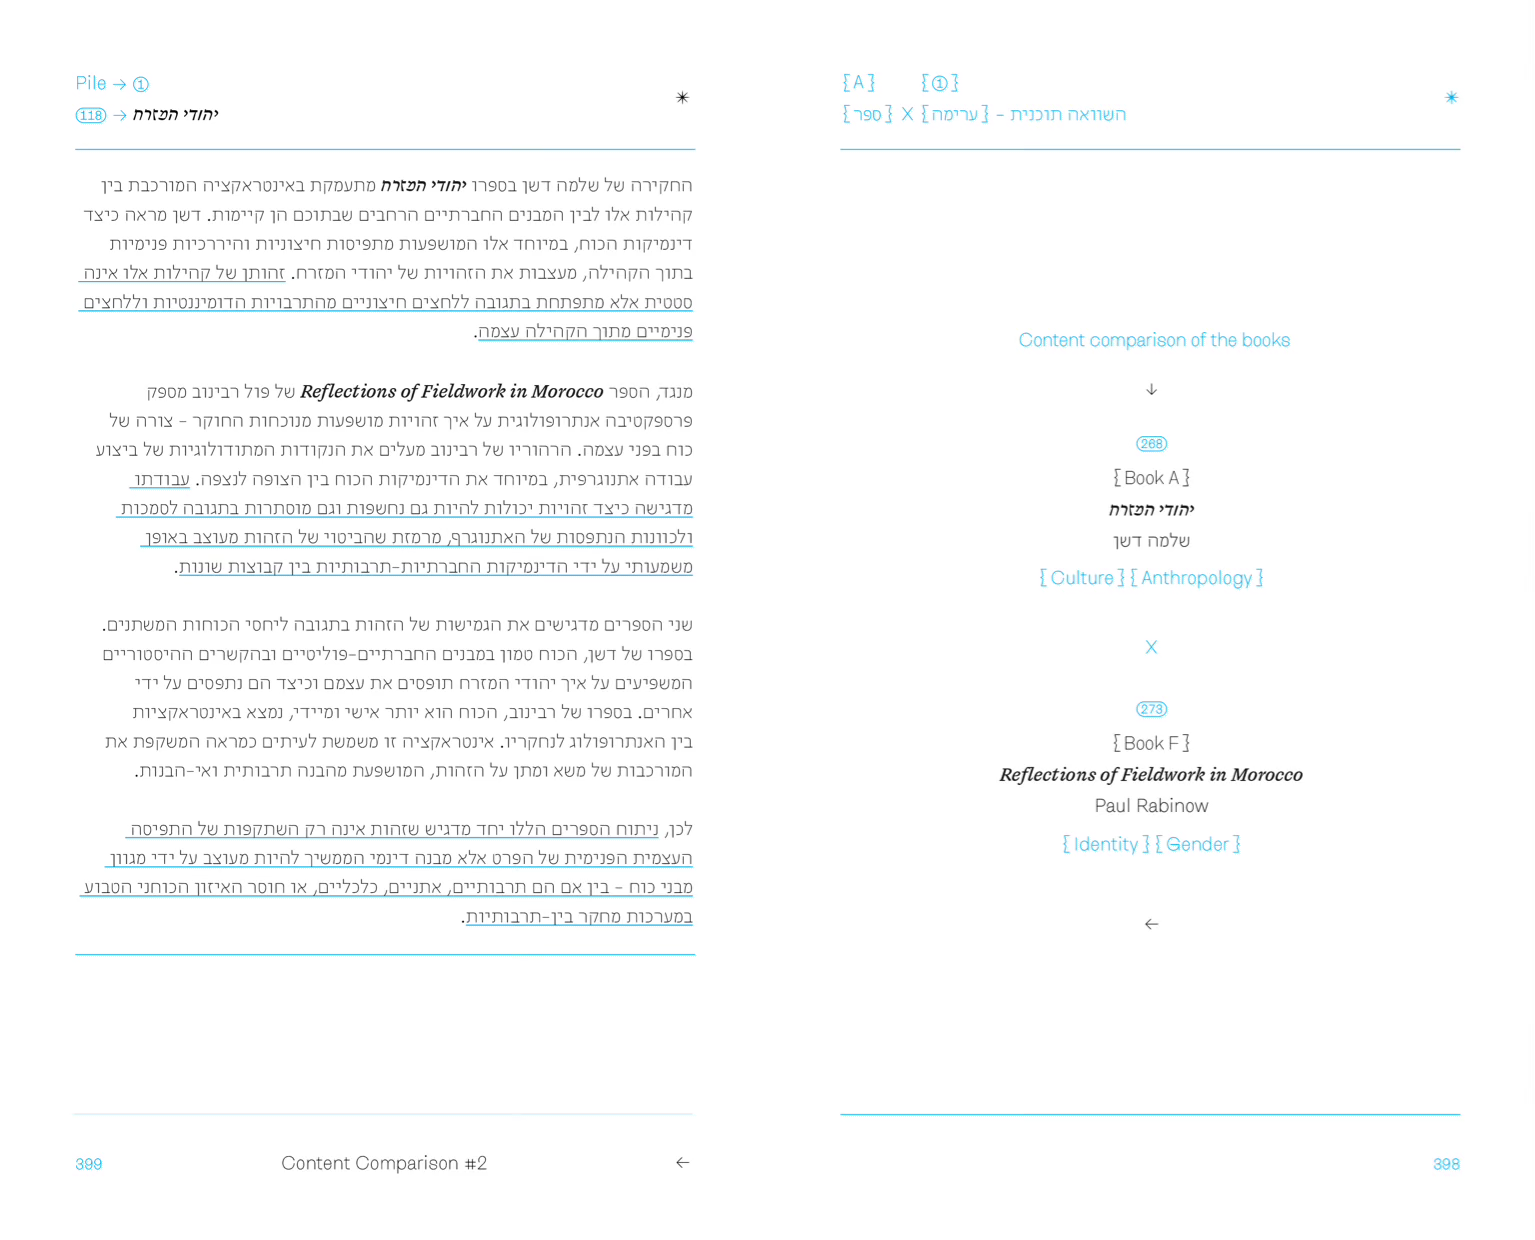 {A} {①}
{ספר} X {ערימה} - השוואה תוכנית
Content comparison of the books
↓
268
{Book A}
יהודי המזרח
שלמה דשן
{Culture} {Anthropology}
X
273
{Book F}
Reflections of Fieldwork in Morocco
Paul Rabinow
{Identity} {Gender}
←
398
Pile → ①
118 → יהודי המזרח
החקירה של שלמה דשן בספרו יהודי המזרח מתעמקת באינטראקציה המורכבת בין
קהילות אלו לבין המבנים החברתיים הרחבים שבתוכם הן קיימות. דשן מראה כיצד
דינמיקות הכוח, במיוחד אלו המושפעות מתפיסות חיצוניות והיררכיות פנימיות
בתוך הקהילה, מעצבות את הזהויות של יהודי המזרח. זהותן של קהילות אלו אינה
סטטית אלא מתפתחת בתגובה ללחצים חיצוניים מהתרבויות הדומיננטיות וללחצים
פנימיים מתוך הקהילה עצמה.
מנגד, הספר Reflections of Fieldwork in Morocco של פול רבינוב מספק
פרספקטיבה אנתרופולוגית על איך זהויות מושפעות מנוכחות החוקר - צורה של
כוח בפני עצמה. הרהוריו של רבינוב מעלים את הנקודות המתודולוגיות של ביצוע
עבודה אתנוגרפית, במיוחד את הדינמיקות הכוח בין הצופה לנצפה. עבודתו
מדגישה כיצד זהויות יכולות להיות גם נחשפות וגם מוסתרות בתגובה לסמכות
ולכוונות הנתפסות של האתנוגרף, מרמזת שהביטוי של הזהות מעוצב באופן
משמעותי על ידי הדינמיקות החברתיות-תרבותיות בין קבוצות שונות.
שני הספרים מדגישים את הגמישות של הזהות בתגובה ליחסי הכוחות המשתנים.
בספרו של דשן, הכוח טמון במבנים החברתיים-פוליטיים ובהקשרים ההיסטוריים
המשפיעים על איך יהודי המזרח תופסים את עצמם וכיצד הם נתפסים על ידי
אחרים. בספרו של רבינוב, הכוח הוא יותר אישי ומיידי, נמצא באינטראקציות
בין האנתרופולוג לנחקריו. אינטראקציה זו משמשת לעיתים כמראה המשקפת את
המורכבות של משא ומתן על הזהות, המושפעת מהבנה תרבותית ואי-הבנות.
לכן, ניתוח הספרים הללו יחד מדגיש שזהות אינה רק השתקפות של התפיסה
העצמית הפנימית של הפרט אלא מבנה דינמי הממשיך להיות מעוצב על ידי מגוון
מבני כוח - בין אם הם תרבותיים, אתניים, כלכליים, או חוסר האיזון הכוחני הטבוע
במערכות מחקר בין-תרבותיות.
← Content Comparison #2 399